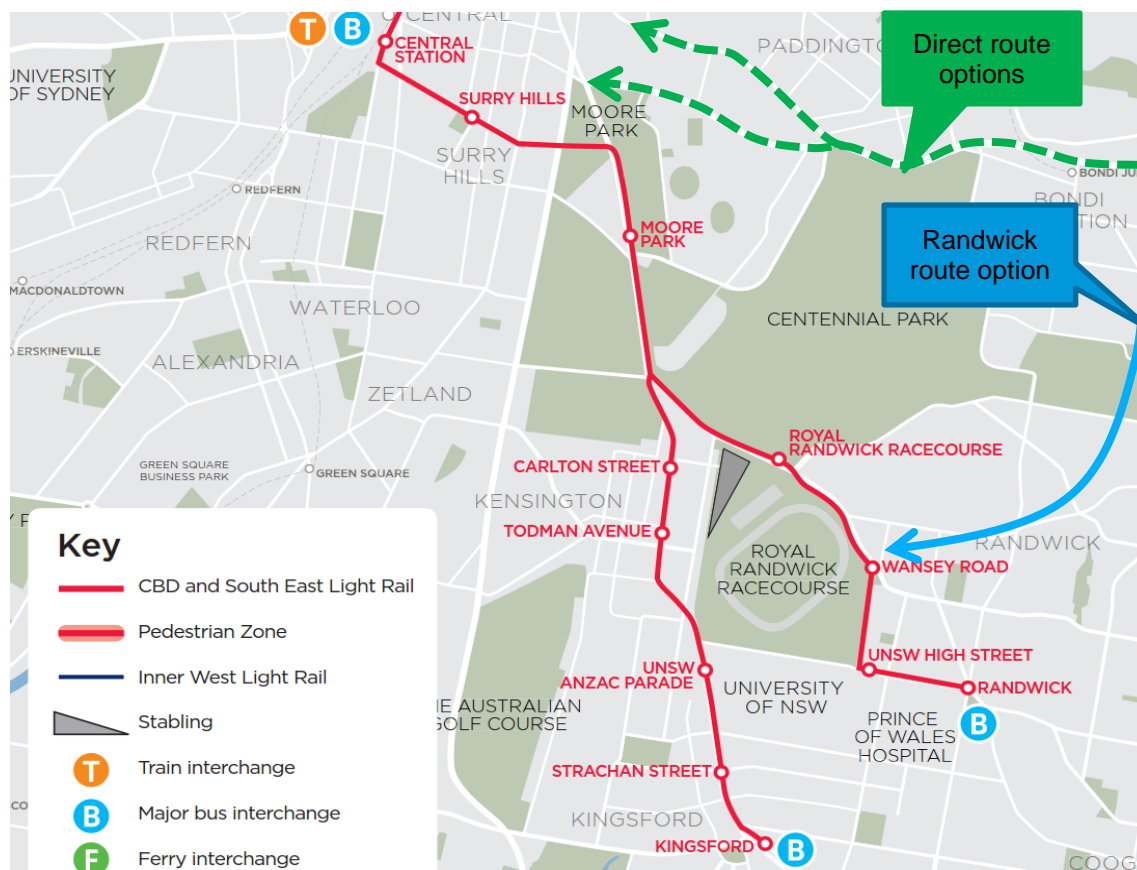 CENTRAL
T
B
CENTRAL
STATION
PADDINGTO
Direct route
options
UNIVERSITY
OF SYDNEY
SURRY HILLS
MOORE
PARK
SURRY
HILLS
BONDI JU
REDFERN
BONDI
TION
Randwick
route option
MOORE
PARK
REDFERN
MACDONALDTOWN
WATERLOO
CENTENNIAL PARK
ERSKINEVILLE
ALEXANDRIA
ZETLAND
ROYAL
RANDWICK RACECOURSE
GREEN SQUARE
BUSINESS PARK
GREEN SQUARE
CARLTON STREET
KENSINGTON
TODMAN AVENUE
RANDWICK
ROYAL
RANDWICK
RACECOURSE
WANSEY ROAD
Key
CBD and South East Light Rail
Pedestrian Zone
Inner West Light Rail
Stabling
T
Train interchange
B
Major bus interchange
F
Ferry interchange
UNSW HIGH STREET
UNSW
ANZAC PARADE
UNIVERSITY
OF NSW
RANDWICK
B
E AUSTRALIAN
GOLF COURSE
PRINCE
OF WALES
HOSPITAL
STRACHAN STREET
KINGSFORD
KINGSFORD
B
COOG